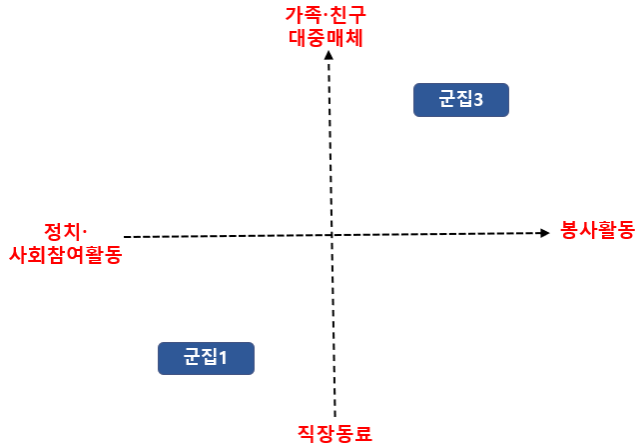 가족·친구
대중매체
군집3
정치·
사회참여활동
봉사활동
군집1
직장동료